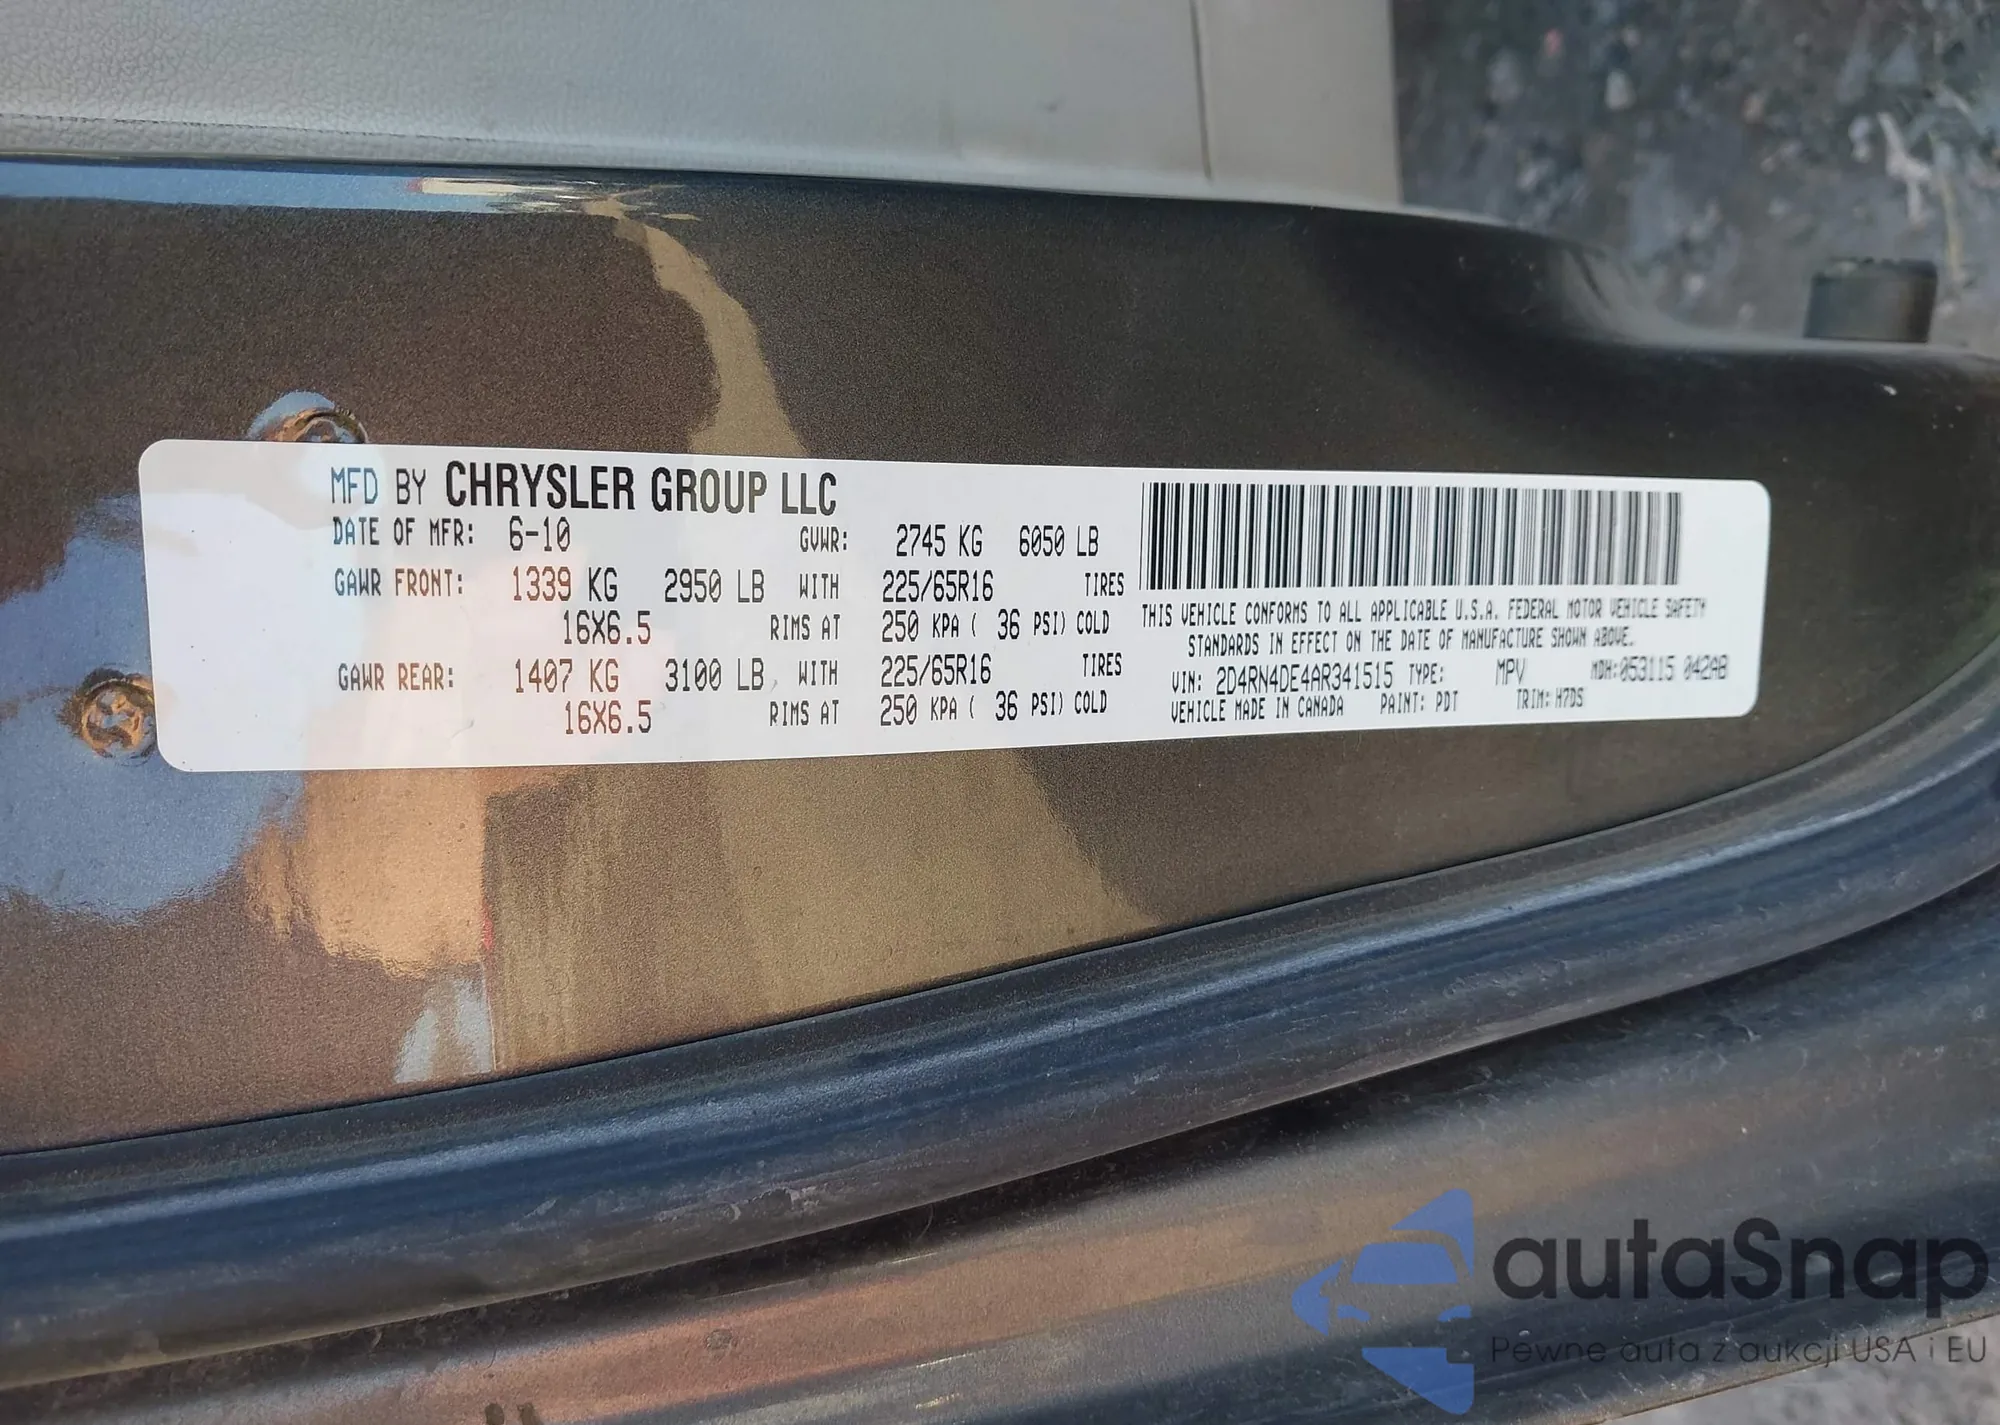 MFD BY CHRYSLER GROUP LLC
DATE OF MFR: 6-10 GVWR: 2745 KG 6050 LB
GAWR FRONT: 1339 KG 2950 LB WITH 225/65R16 TIRES
16X6.5 RIMS AT 250 KPA ( 36 PSI) COLD
GAWR REAR: 1407 KG 3100 LB WITH 225/65R16 TIRES
16X6.5 RIMS AT 250 KPA ( 36 PSI) COLD
THIS VEHICLE CONFORMS TO ALL APPLICABLE U.S.A. FEDERAL MOTOR VEHICLE SAFETY
STANDARDS IN EFFECT ON THE DATE OF MANUFACTURE SHOWN ABOVE.
VIN: 2D4RN4DE4AR341515 TYPE: MPV MDH:053115 042AB
VEHICLE MADE IN CANADA PAINT: PDT TRIM: H7DS
autaSnap
Pewne auta z aukcji USA i EU